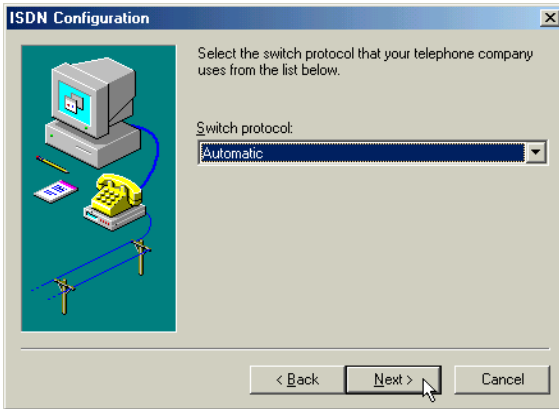 ISDN Configuration
Select the switch protocol that your telephone company
uses from the list below.
Switch protocol:
Automatic
< Back
Next >
Cancel